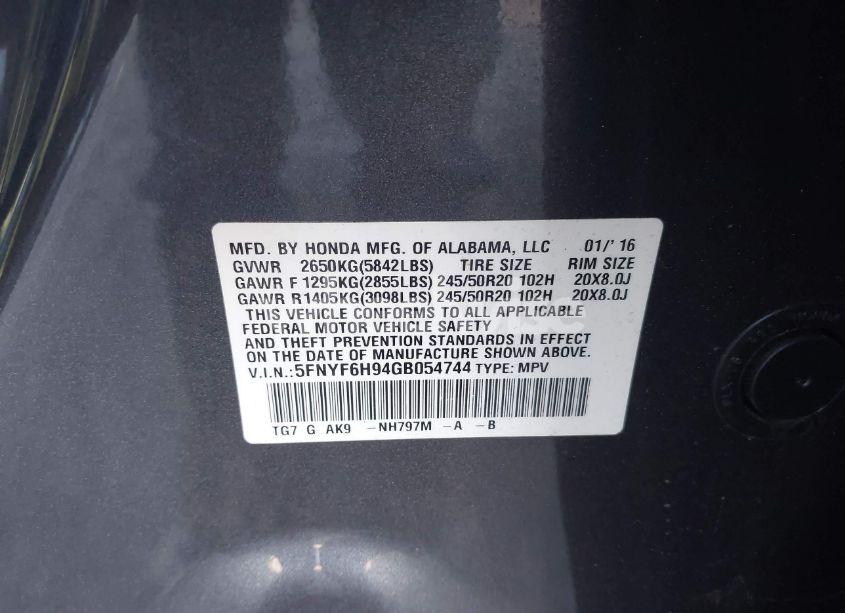 MFD. BY HONDA MFG. OF ALABAMA, LLC 01/' 16
GVWR 2650KG(5842LBS) TIRE SIZE RIM SIZE
GAWR F 1295KG(2855LBS) 245/50R20 102H 20X8.0J
GAWR R 1405KG(3098LBS) 245/50R20 102H 20X8.0J
THIS VEHICLE CONFORMS TO ALL APPLICABLE
FEDERAL MOTOR VEHICLE SAFETY
AND THEFT PREVENTION STANDARDS IN EFFECT
ON THE DATE OF MANUFACTURE SHOWN ABOVE.
V.I.N.: 5FNYF6H94GB054744 TYPE: MPV
TG7 G AK9 -NH797M -A -B